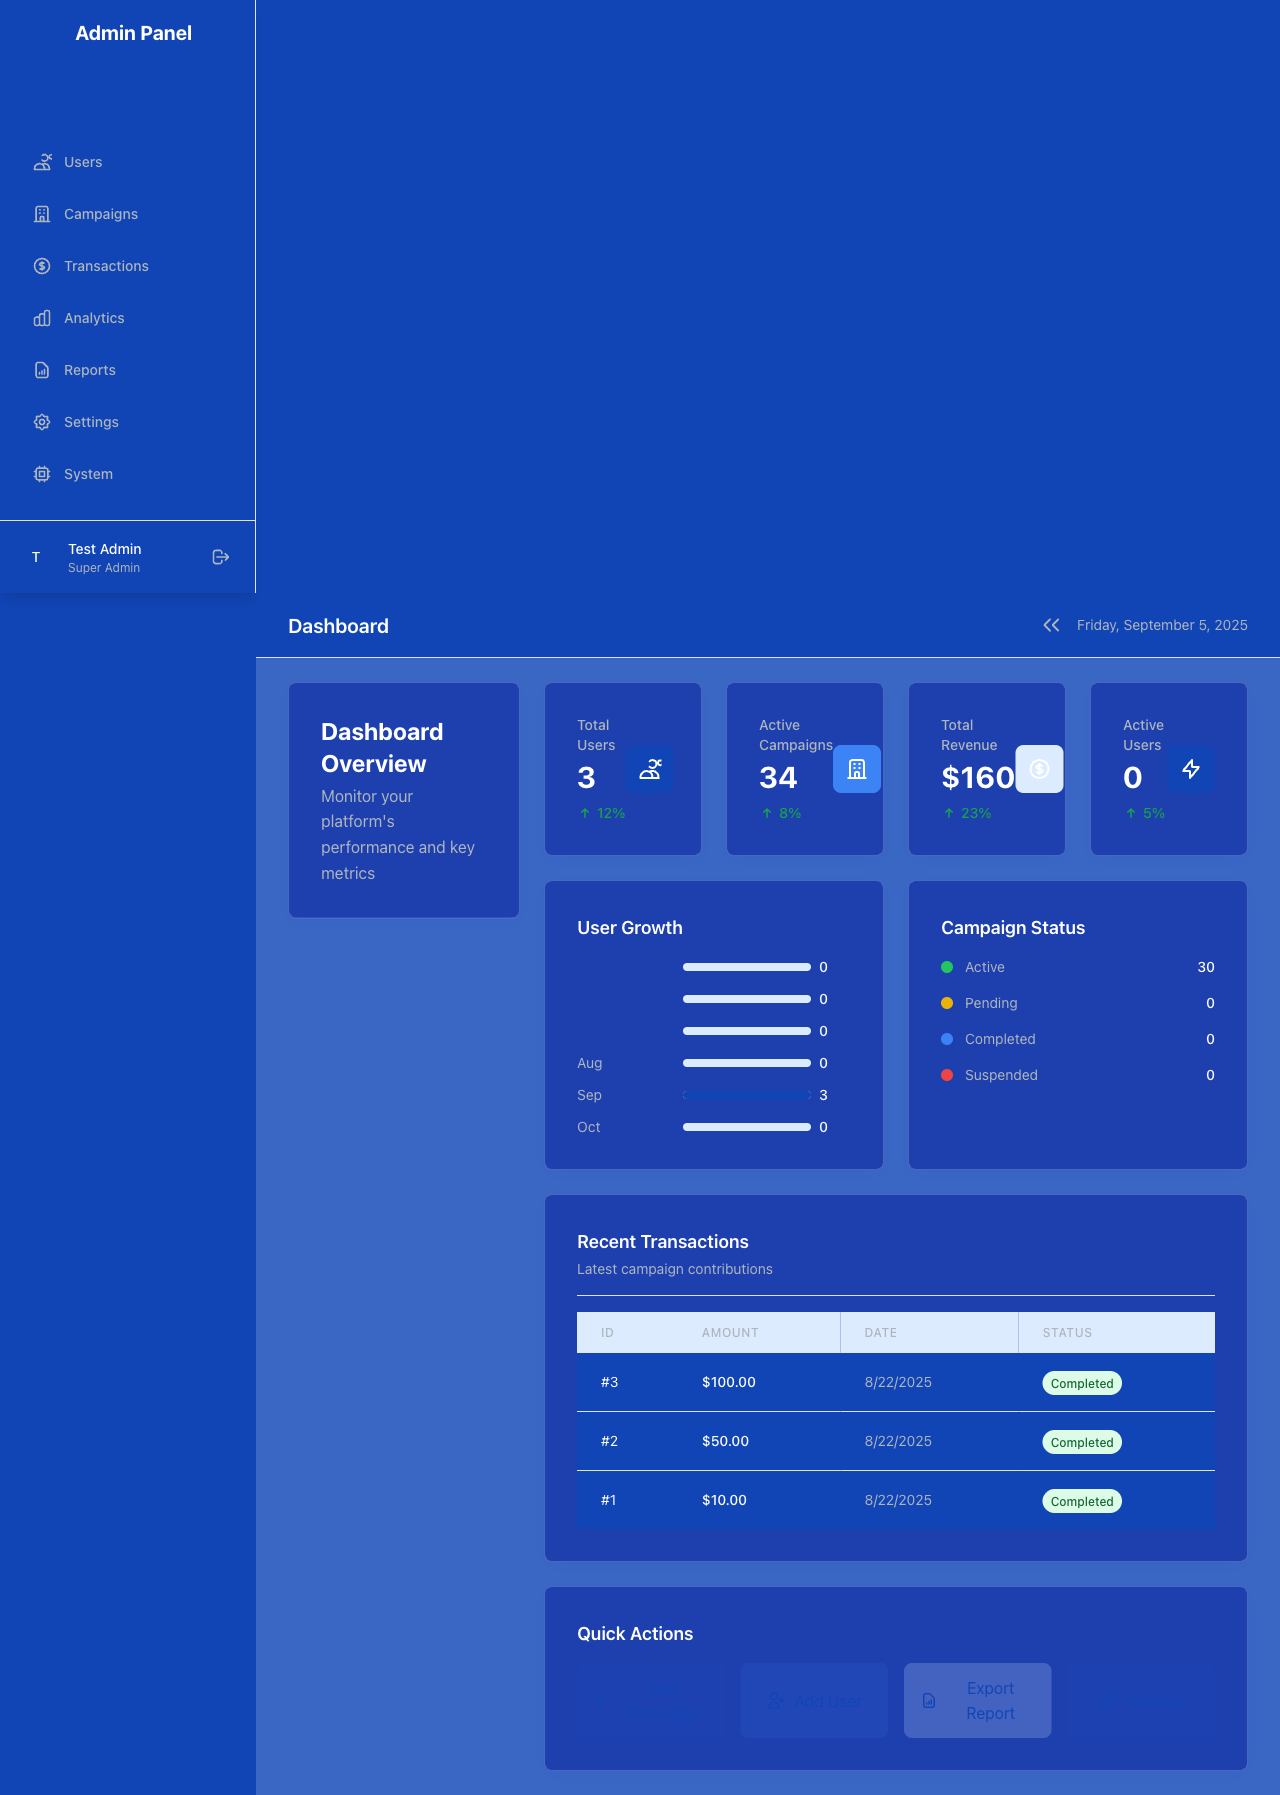 Admin Panel
Users
Campaigns
Transactions
Analytics
Reports
Settings
System
T
Test Admin
Super Admin
Dashboard
Friday, September 5, 2025
Dashboard
Overview
Monitor your
platform's
performance and key
metrics
Total
Users
3
↑ 12%
Active
Campaigns
34
↑ 8%
Total
Revenue
$160
↑ 23%
Active
Users
0
↑ 5%
User Growth
0
0
0
Aug 0
Sep 3
Oct 0
Campaign Status
Active 30
Pending 0
Completed 0
Suspended 0
Recent Transactions
Latest campaign contributions
ID AMOUNT DATE STATUS
#3 $100.00 8/22/2025 Completed
#2 $50.00 8/22/2025 Completed
#1 $10.00 8/22/2025 Completed
Quick Actions
Add User
Export
Report